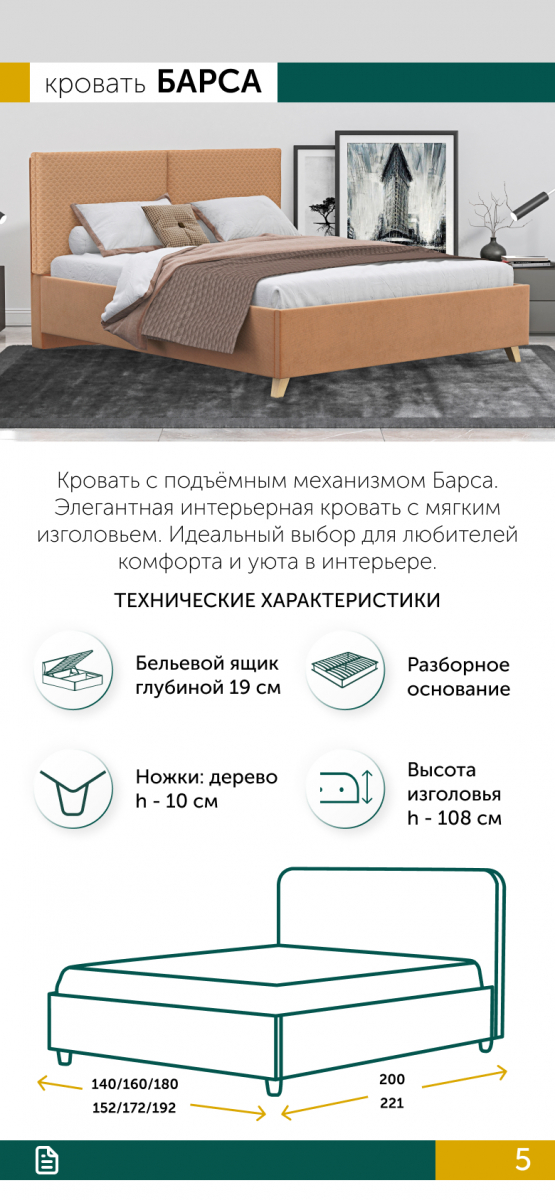 кровать БАРСА
Кровать с подъёмным механизмом Барса.
Элегантная интерьерная кровать с мягким
изголовьем. Идеальный выбор для любителей
комфорта и уюта в интерьере.
ТЕХНИЧЕСКИЕ ХАРАКТЕРИСТИКИ
Бельевой ящик
глубиной 19 см
Разборное
основание
Ножки: дерево
h - 10 см
Высота
изголовья
h - 108 см
140/160/180
152/172/192
200
221
5